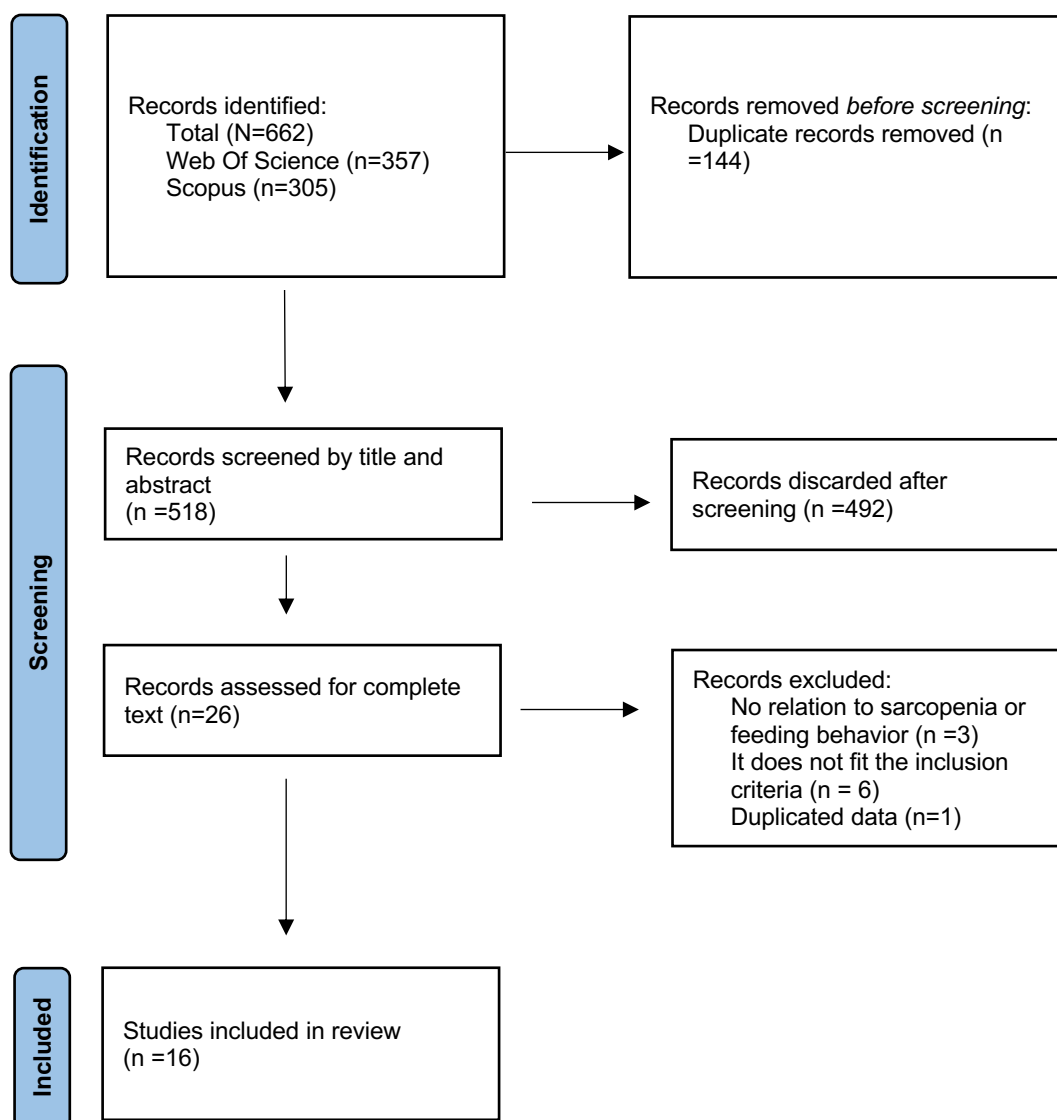 Identification
Records identified:
Total (N=662)
Web Of Science (n=357)
Scopus (n=305)
Records removed before screening:
Duplicate records removed (n
=144)
Screening
Records screened by title and
abstract
(n =518)
Records discarded after
screening (n =492)
Records assessed for complete
text (n=26)
Records excluded:
No relation to sarcopenia or
feeding behavior (n =3)
It does not fit the inclusion
criteria (n = 6)
Duplicated data (n=1)
Included
Studies included in review
(n =16)